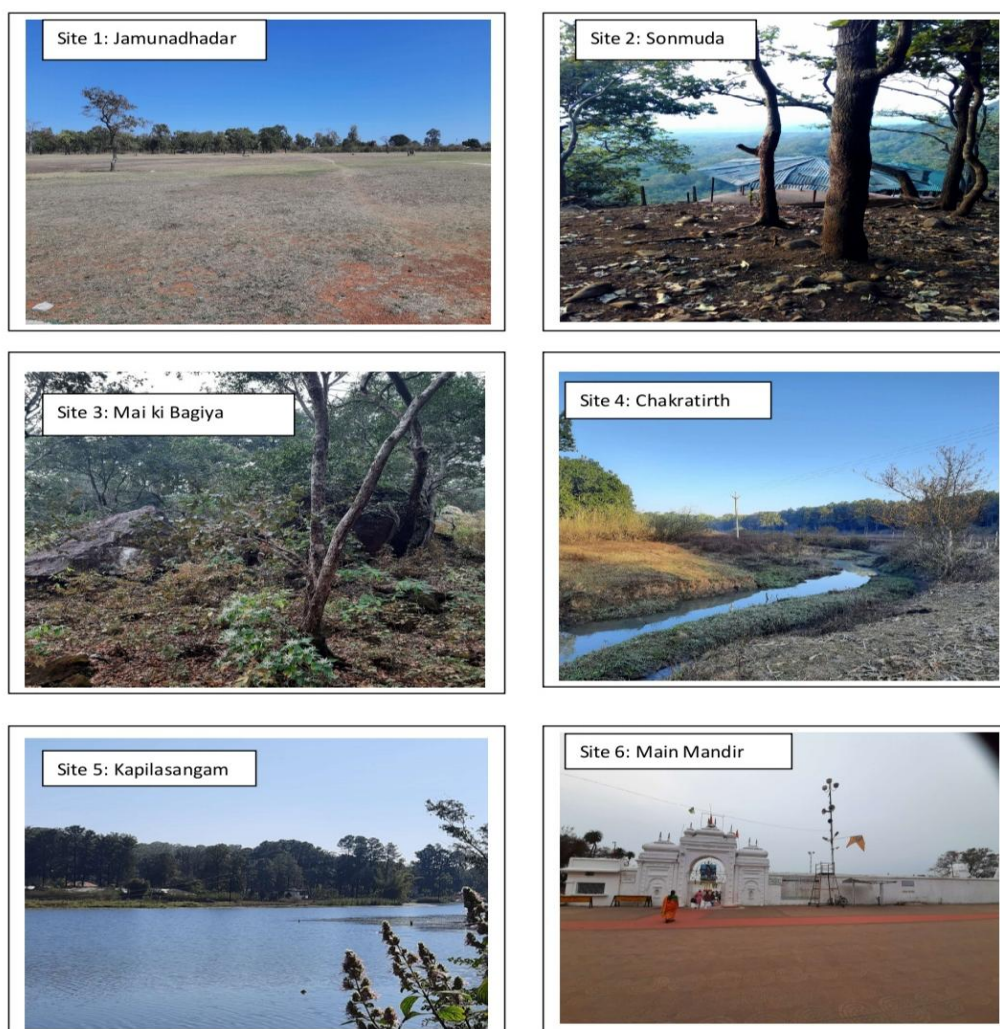 Site 1: Jamunadhadar
Site 2: Sonmuda
Site 3: Mai ki Bagiya
Site 4: Chakratirth
Site 5: Kapilasangam
Site 6: Main Mandir